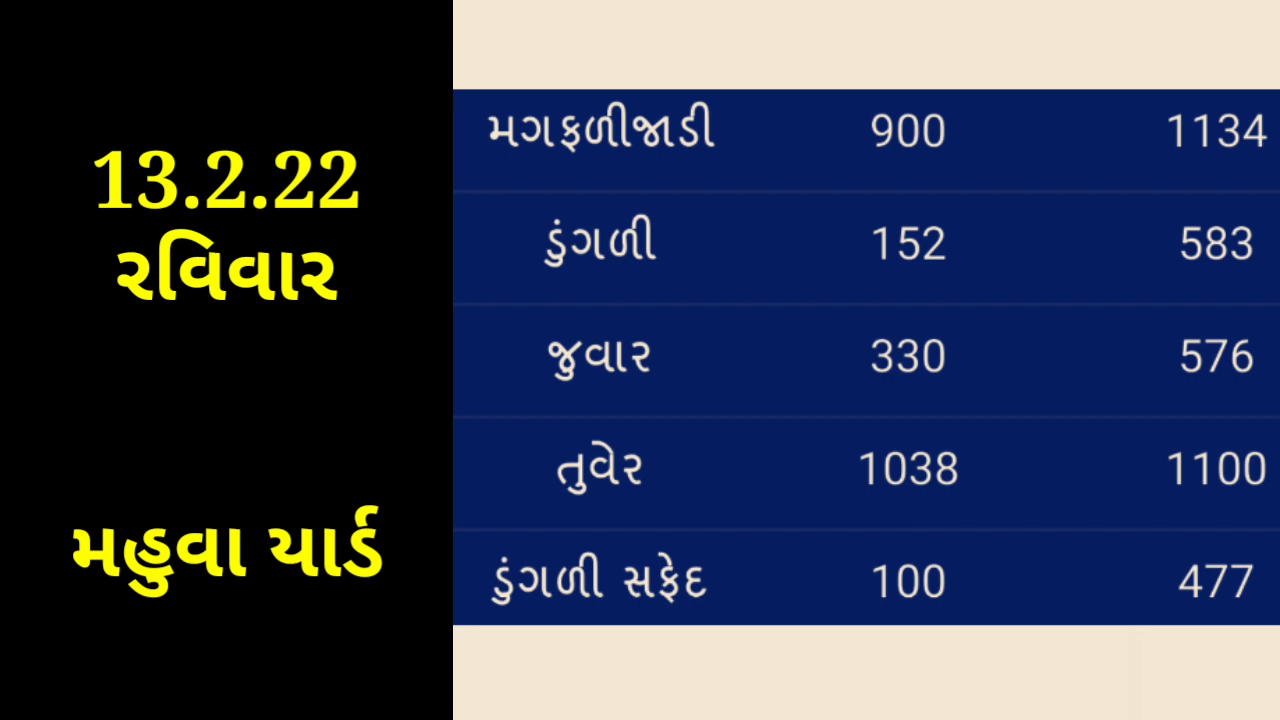 13.2.22
રવિવાર
મહુવા યાર્ડ
મગફળીજાડી 900 1134
ડુંગળી 152 583
જુવાર 330 576
તુવેર 1038 1100
ડુંગળી સફેદ 100 477